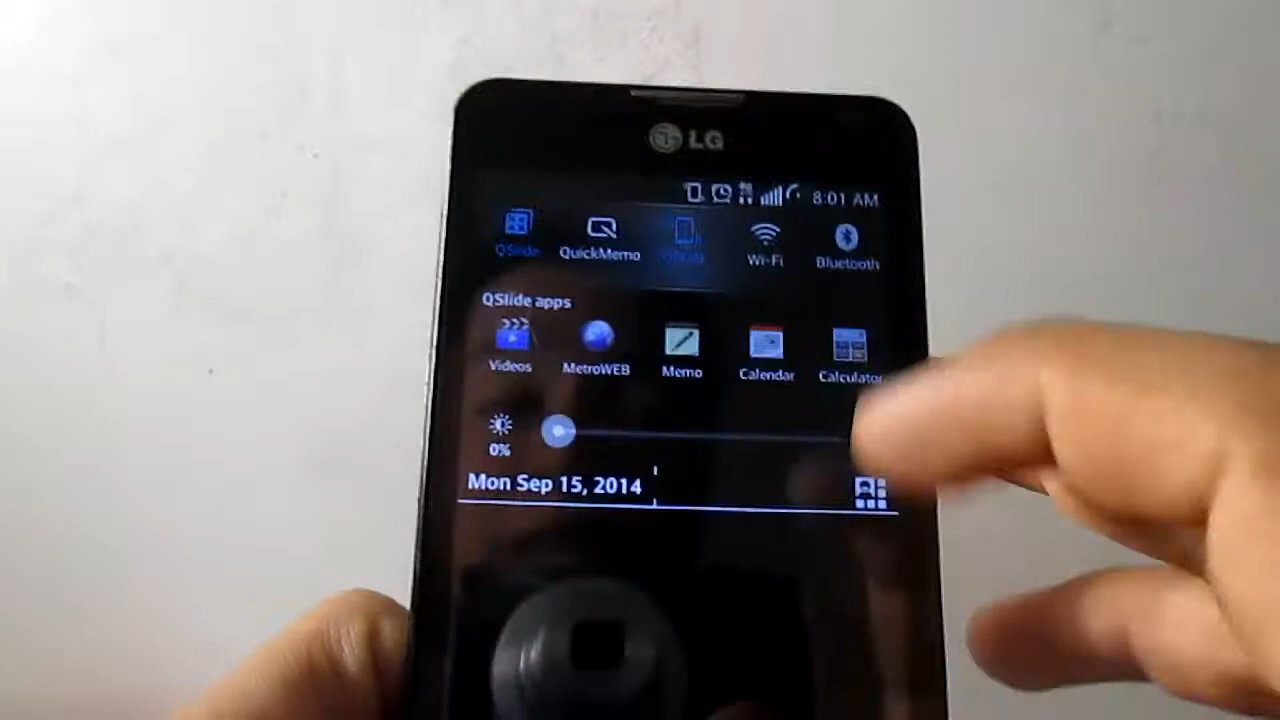 LG
8:01 AM
QSlide QuickMemo Wi-Fi Bluetooth
QSlide apps
Videos MetroWEB Memo Calendar Calculator
0%
Mon Sep 15, 2014